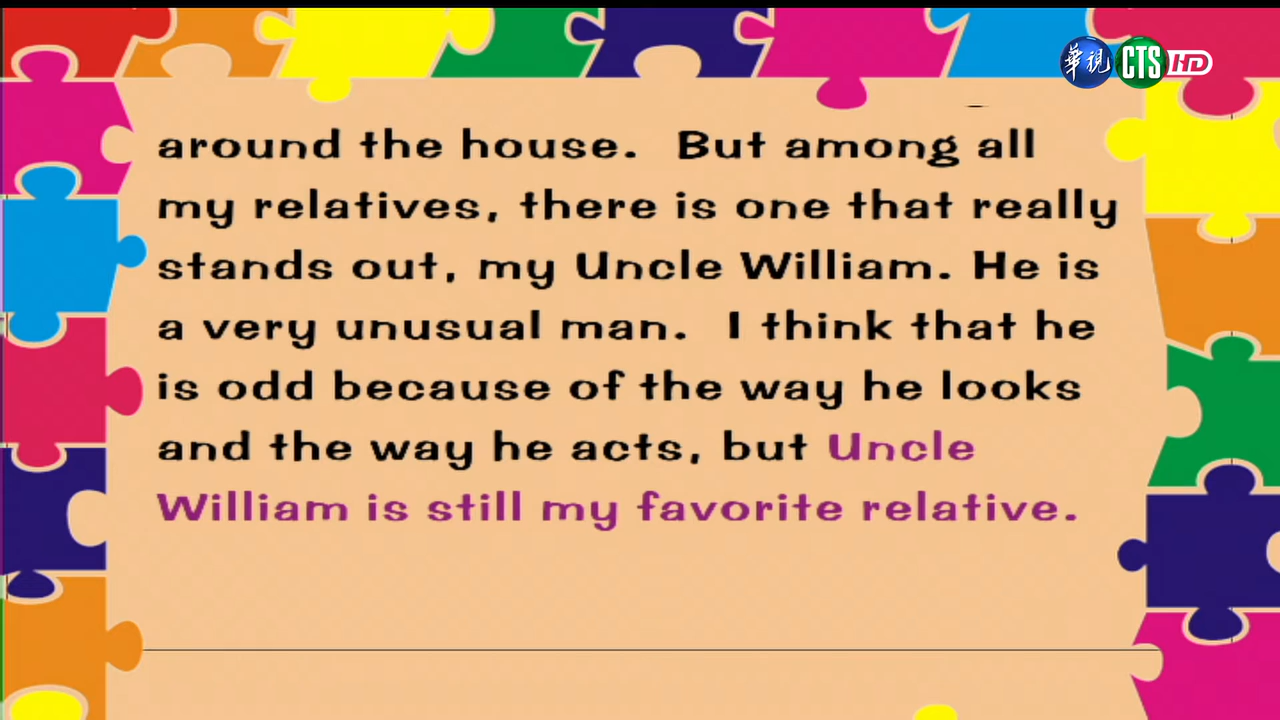 華視 CTS HD
around the house.  But among all
my relatives, there is one that really
stands out, my Uncle William. He is
a very unusual man.  I think that he
is odd because of the way he looks
and the way he acts, but Uncle
William is still my favorite relative.